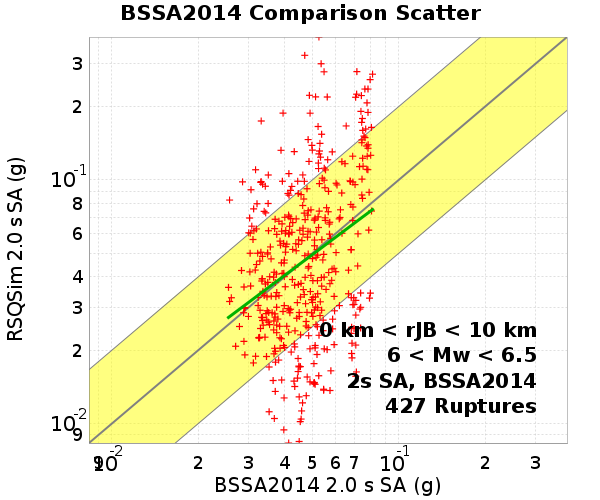 BSSA2014 Comparison Scatter
RSQSim 2.0 s SA (g)
3
2
10-1
8
6
4
3
2
10-2
9
0 km < rJB < 10 km
6 < Mw < 6.5
2s SA, BSSA2014
427 Ruptures
9 10-2 2 3 4 5 6 7 10-1 2 3
BSSA2014 2.0 s SA (g)